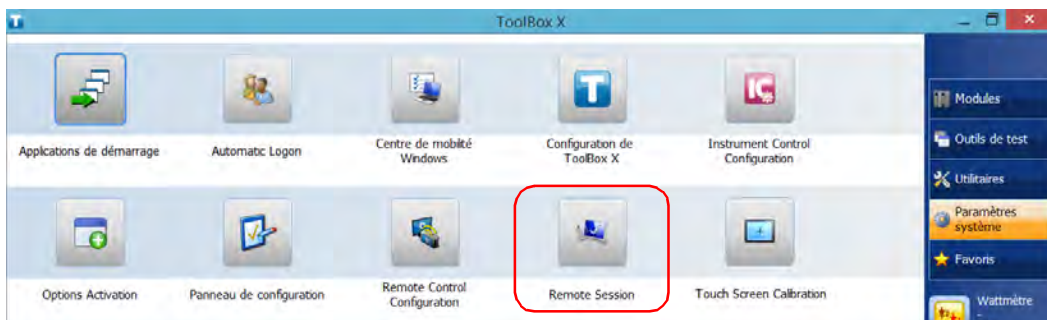 ToolBox X
Applications de démarrage
Automatic Logon
Centre de mobilité
Windows
Configuration de
ToolBox X
Instrument Control
Configuration
Options Activation
Panneau de configuration
Remote Control
Configuration
Remote Session
Touch Screen Calibration
Modules
Outils de test
Utilitaires
Paramètres
système
Favoris
Wattmètre